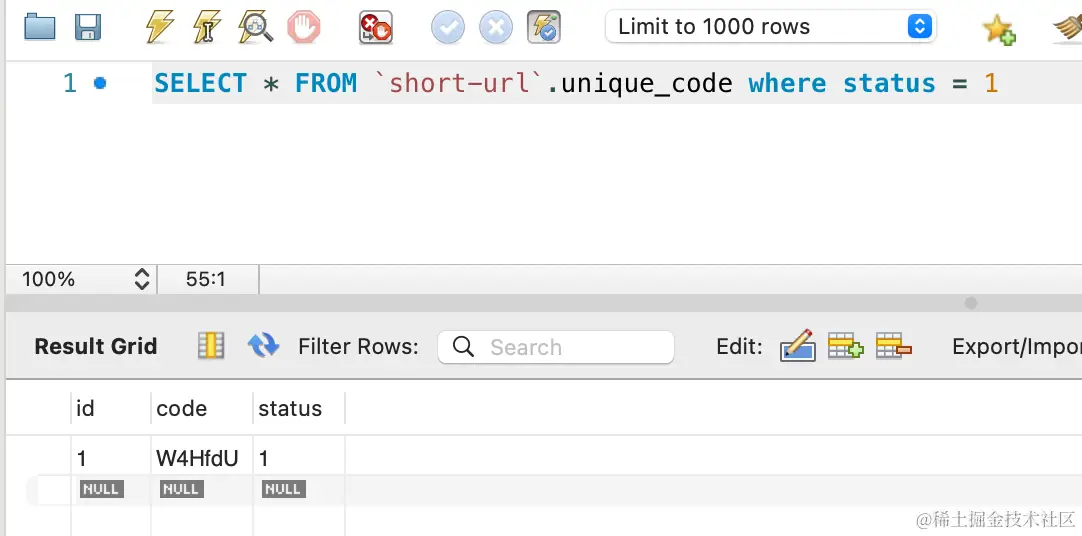 Limit to 1000 rows
1 SELECT * FROM `short-url`.unique_code where status = 1
100% 55:1
Result Grid Filter Rows: Search Edit: Export/Impor
id code status
1 W4HfdU 1
NULL NULL NULL
@稀土掘金技术社区